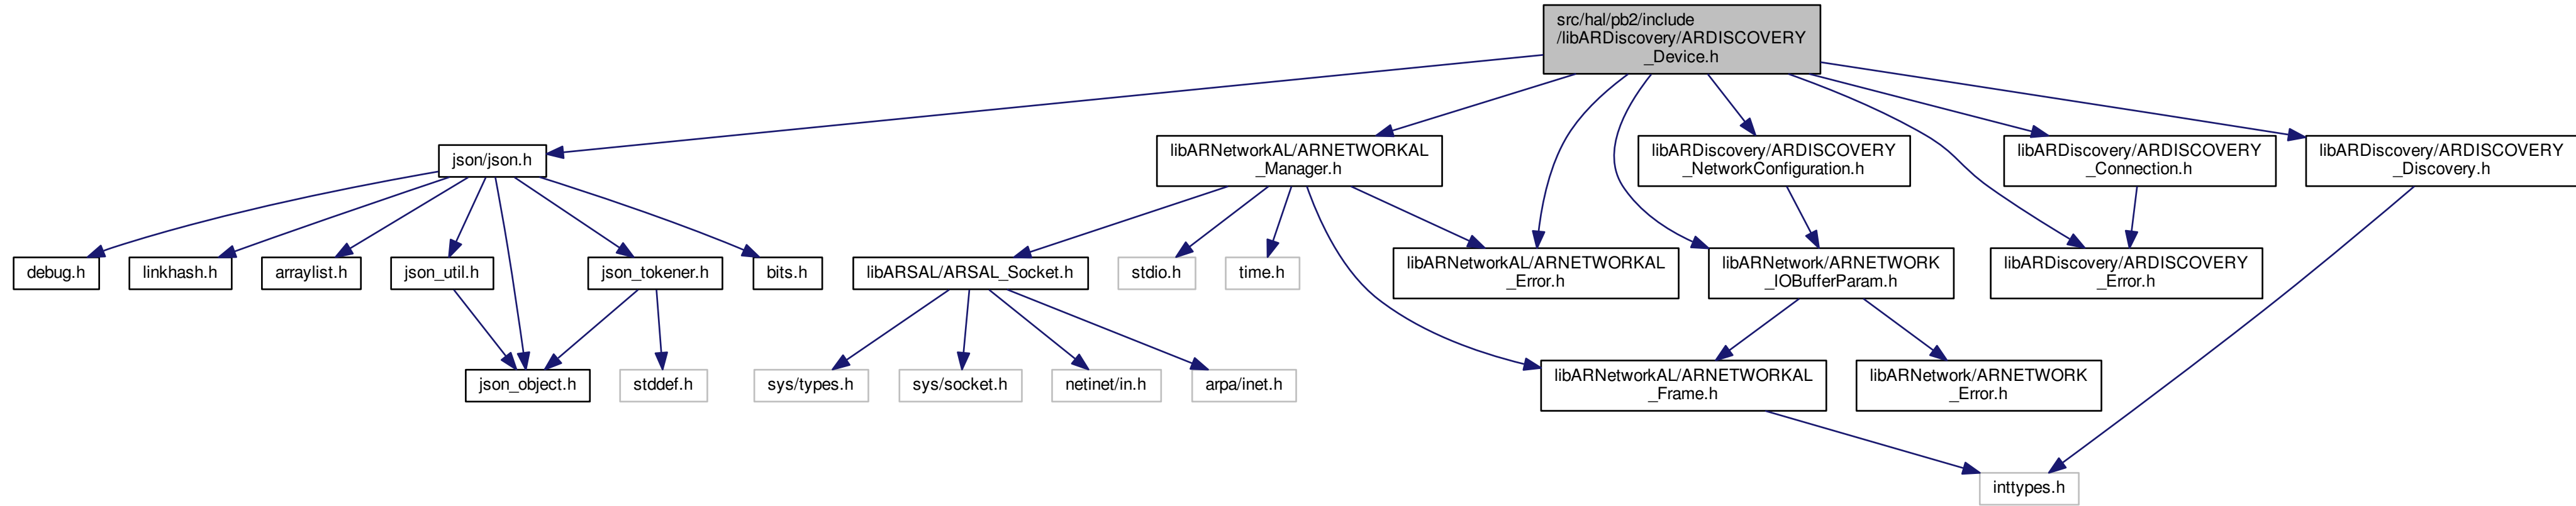 src/hal/pb2/include
/libARDiscovery/ARDISCOVERY
_Device.h
json/json.h
libARNetworkAL/ARNETWORKAL
_Manager.h
libARDiscovery/ARDISCOVERY
_NetworkConfiguration.h
libARDiscovery/ARDISCOVERY
_Connection.h
libARDiscovery/ARDISCOVERY
_Discovery.h
debug.h
linkhash.h
arraylist.h
json_util.h
json_tokener.h
bits.h
libARSAL/ARSAL_Socket.h
stdio.h
time.h
libARNetworkAL/ARNETWORKAL
_Error.h
libARNetwork/ARNETWORK
_IOBufferParam.h
libARDiscovery/ARDISCOVERY
_Error.h
json_object.h
stddef.h
sys/types.h
sys/socket.h
netinet/in.h
arpa/inet.h
libARNetworkAL/ARNETWORKAL
_Frame.h
libARNetwork/ARNETWORK
_Error.h
inttypes.h